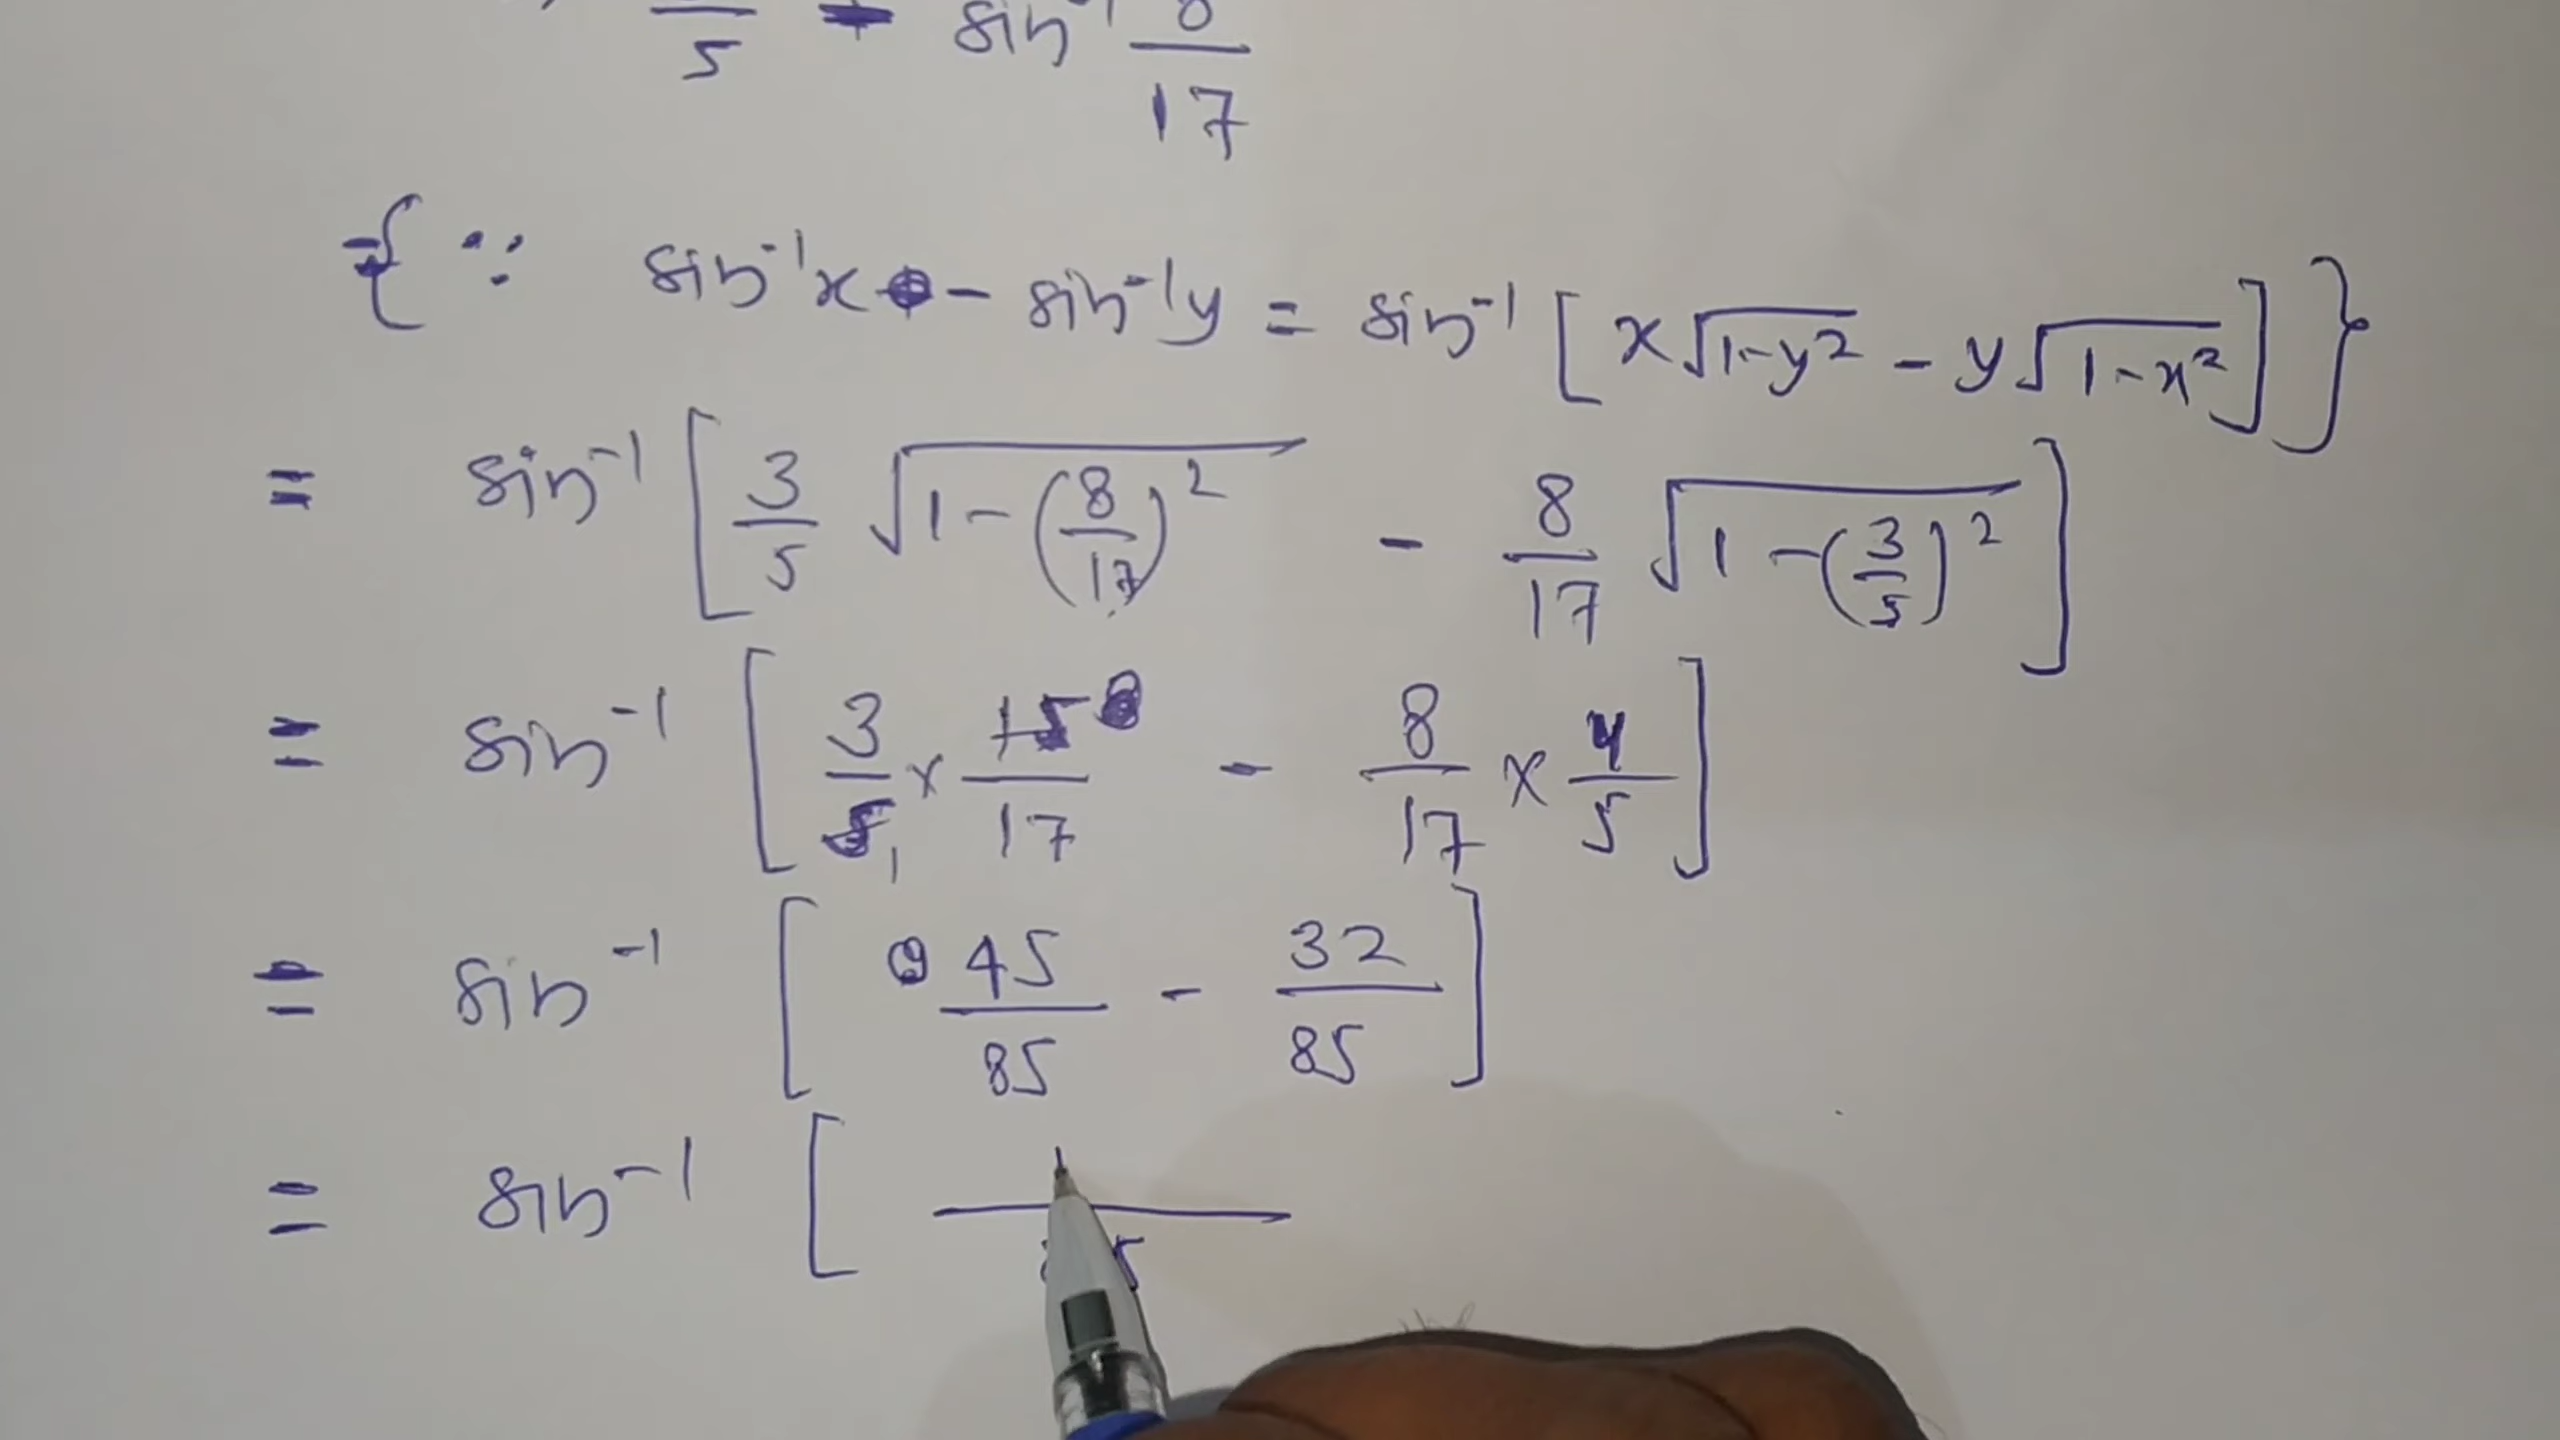 5 - sin⁻¹ 8/17
{ ∵ sin⁻¹x - sin⁻¹y = sin⁻¹ [ x√(1-y²) - y√(1-x²) ] }
= sin⁻¹ [ 3/5 √(1-(8/17)²) - 8/17 √(1-(3/5)²) ]
= sin⁻¹ [ 3/5 × 15/17 - 8/17 × 4/5 ]
= sin⁻¹ [ 45/85 - 32/85 ]
= sin⁻¹ [ /85